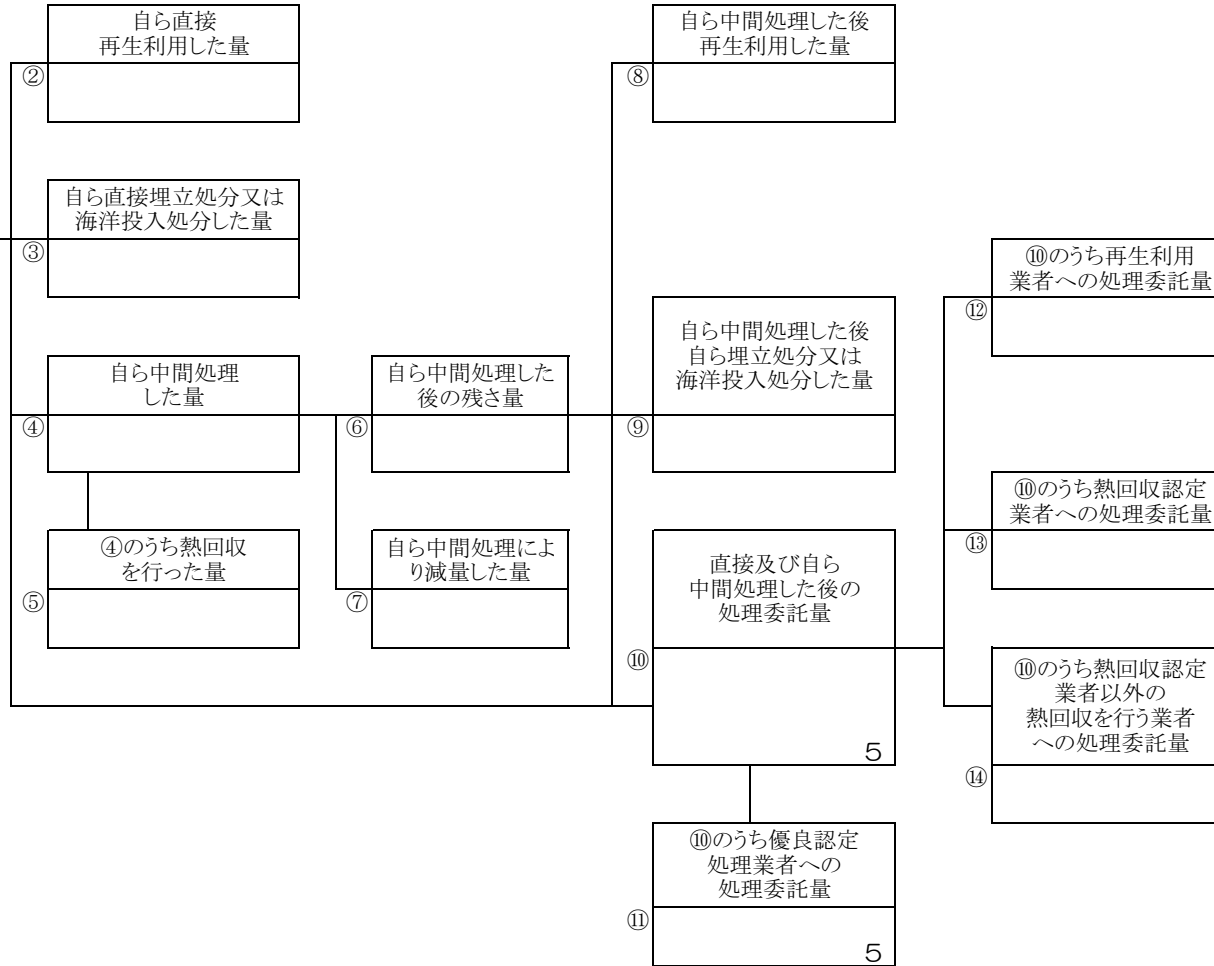 自ら直接
再生利用した量
②
自ら中間処理した後
再生利用した量
⑧
自ら直接埋立処分又は
海洋投入処分した量
③
⑩のうち再生利用
業者への処理委託量
⑫
自ら中間処理した後
自ら埋立処分又は
海洋投入処分した量
⑨
自ら中間処理
した量
④
自ら中間処理した
後の残さ量
⑥
⑩のうち熱回収認定
業者への処理委託量
⑬
④のうち熱回収
を行った量
⑤
自ら中間処理によ
り減量した量
⑦
直接及び自ら
中間処理した後の
処理委託量
⑩
5
⑩のうち熱回収認定
業者以外の
熱回収を行う業者
への処理委託量
⑭
⑩のうち優良認定
処理業者への
処理委託量
⑪
5